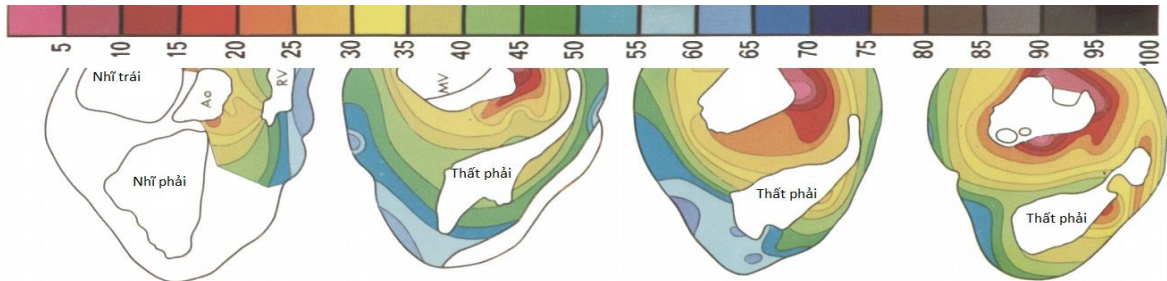 5 10 15 20 25 30 35 40 45 50 55 60 65 70 75 80 85 90 95 100
Nhĩ trái
Ao
RV
Nhĩ phải
MV
Thất phải
Thất phải
Thất phải